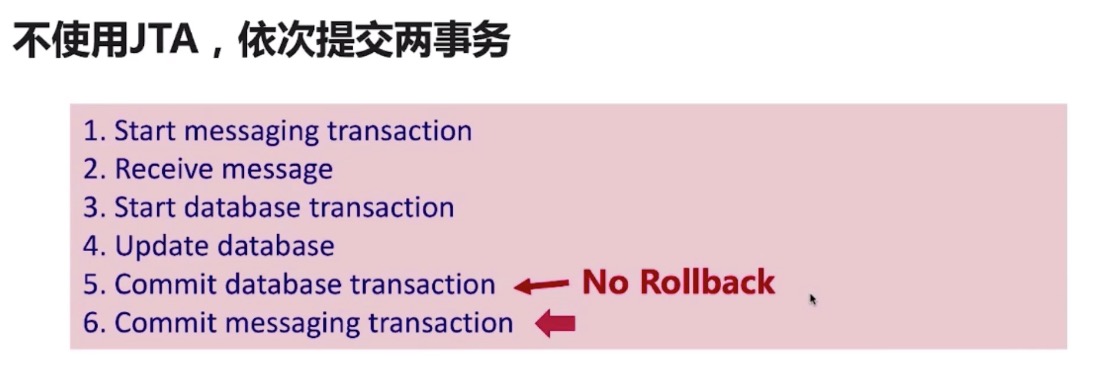 不使用JTA，依次提交两事务
1. Start messaging transaction
2. Receive message
3. Start database transaction
4. Update database
5. Commit database transaction No Rollback
6. Commit messaging transaction